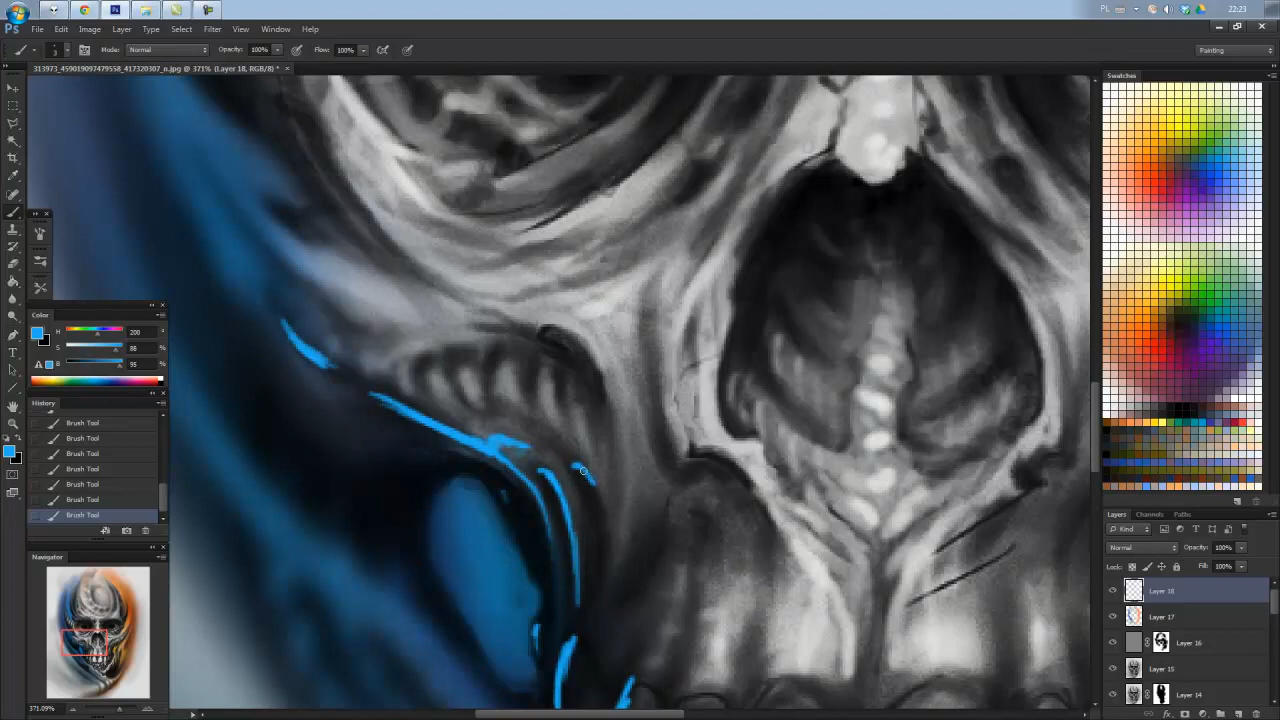 PL
22:23
Ps File Edit Image Layer Type Select Filter View Window Help
3 Mode: Normal Opacity: 100% Flow: 100% Painting
313973_459019097479558_417320307_n.jpg @ 371% (Layer 18, RGB/8) * ×
Swatches
Color
H 200 °
S 88 %
B 95 %
History
Brush Tool
Brush Tool
Brush Tool
Brush Tool
Brush Tool
Brush Tool
Brush Tool
Navigator
371.09%
Layers Channels Paths
Kind
Normal Opacity: 100%
Lock: Fill: 100%
Layer 18
Layer 17
Layer 16
Layer 15
Layer 14
fx